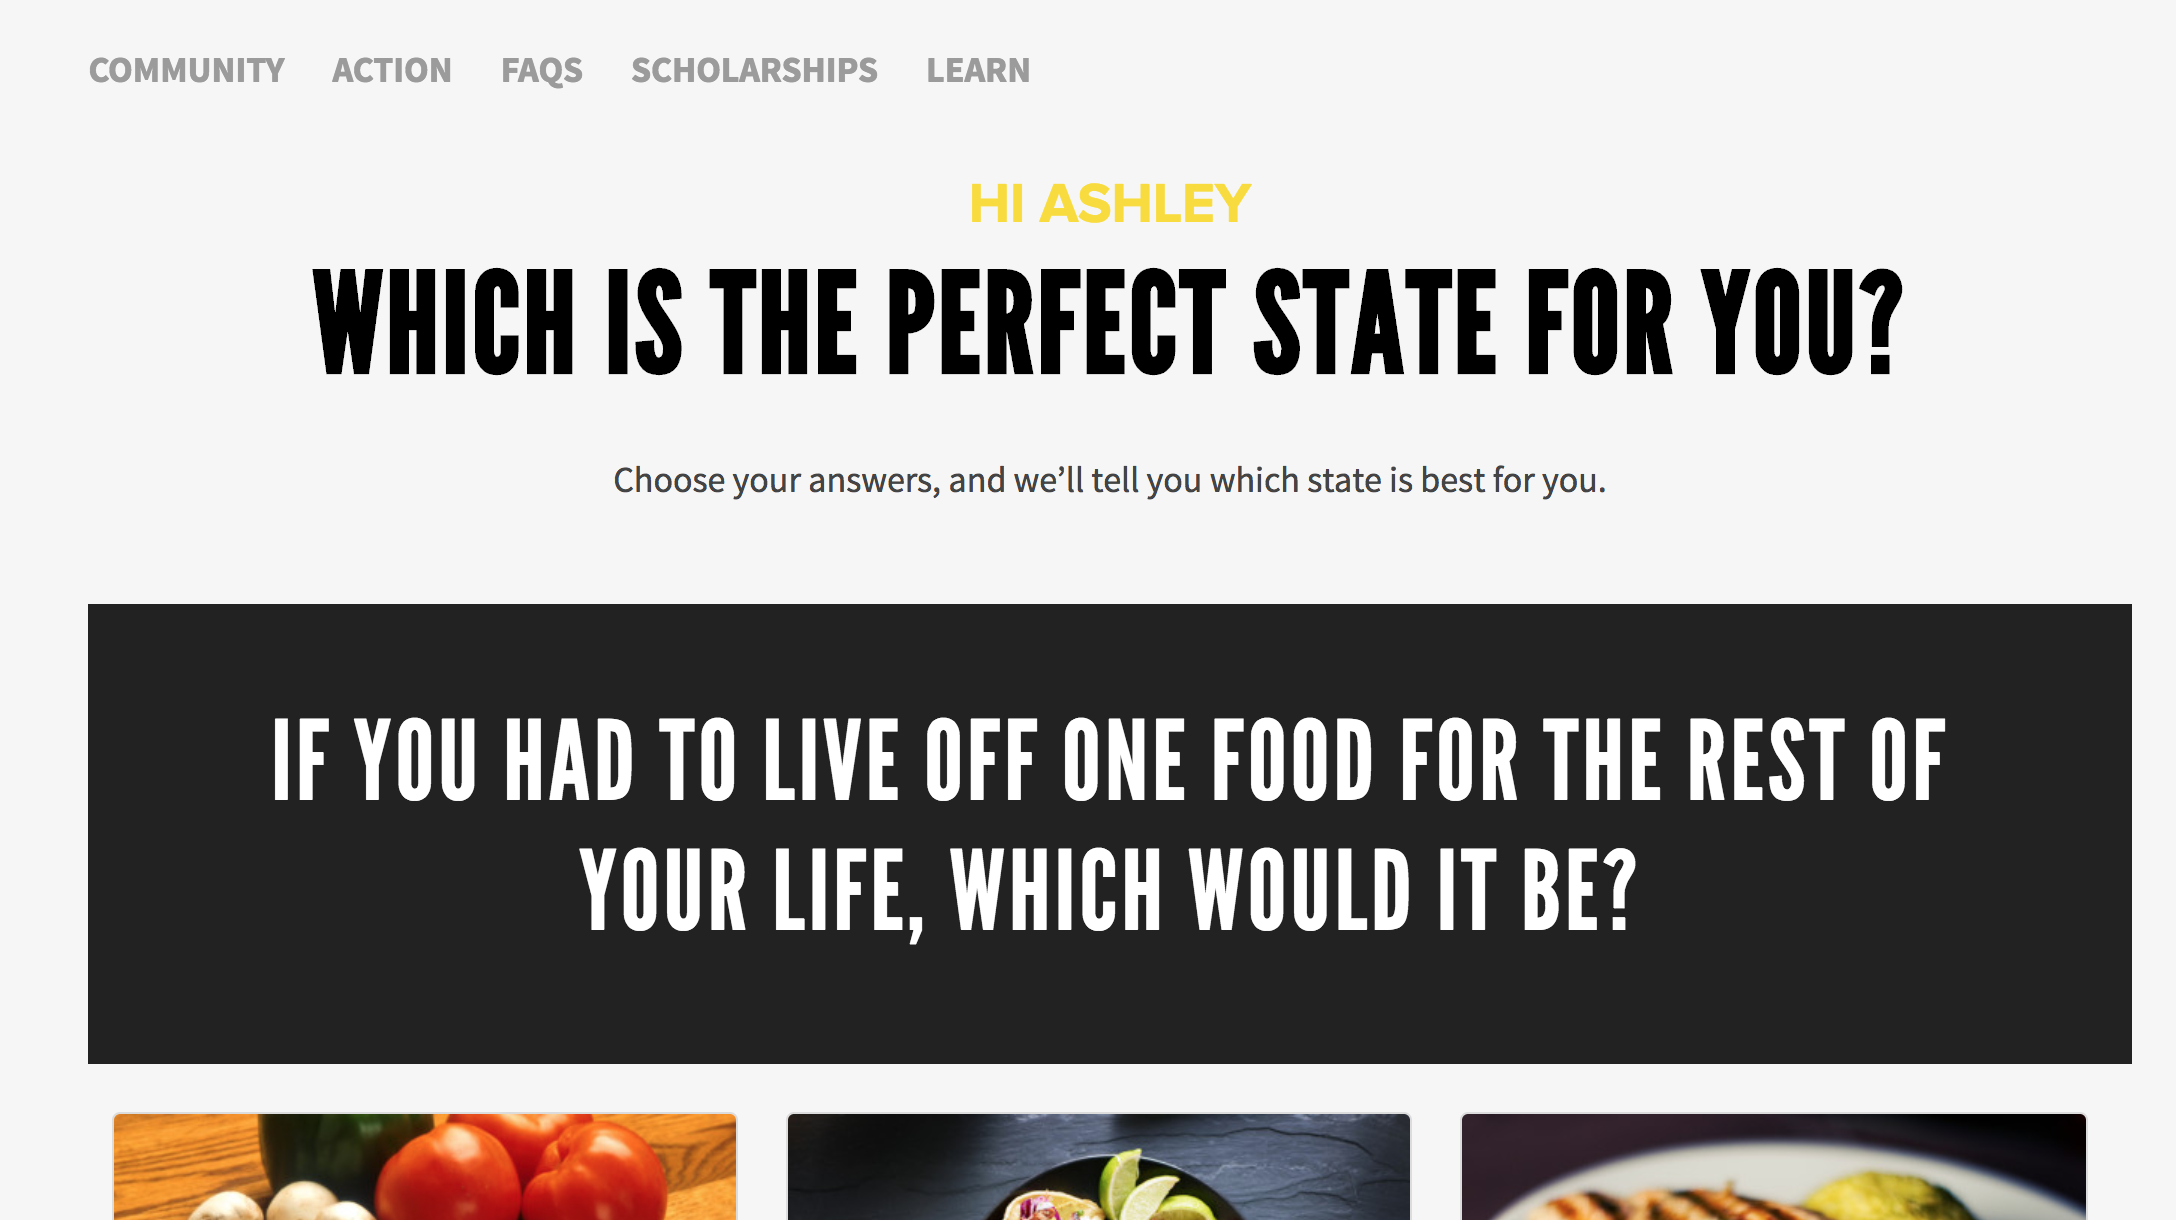 COMMUNITY ACTION FAQS SCHOLARSHIPS LEARN
HI ASHLEY
WHICH IS THE PERFECT STATE FOR YOU?
Choose your answers, and we’ll tell you which state is best for you.
IF YOU HAD TO LIVE OFF ONE FOOD FOR THE REST OF
YOUR LIFE, WHICH WOULD IT BE?